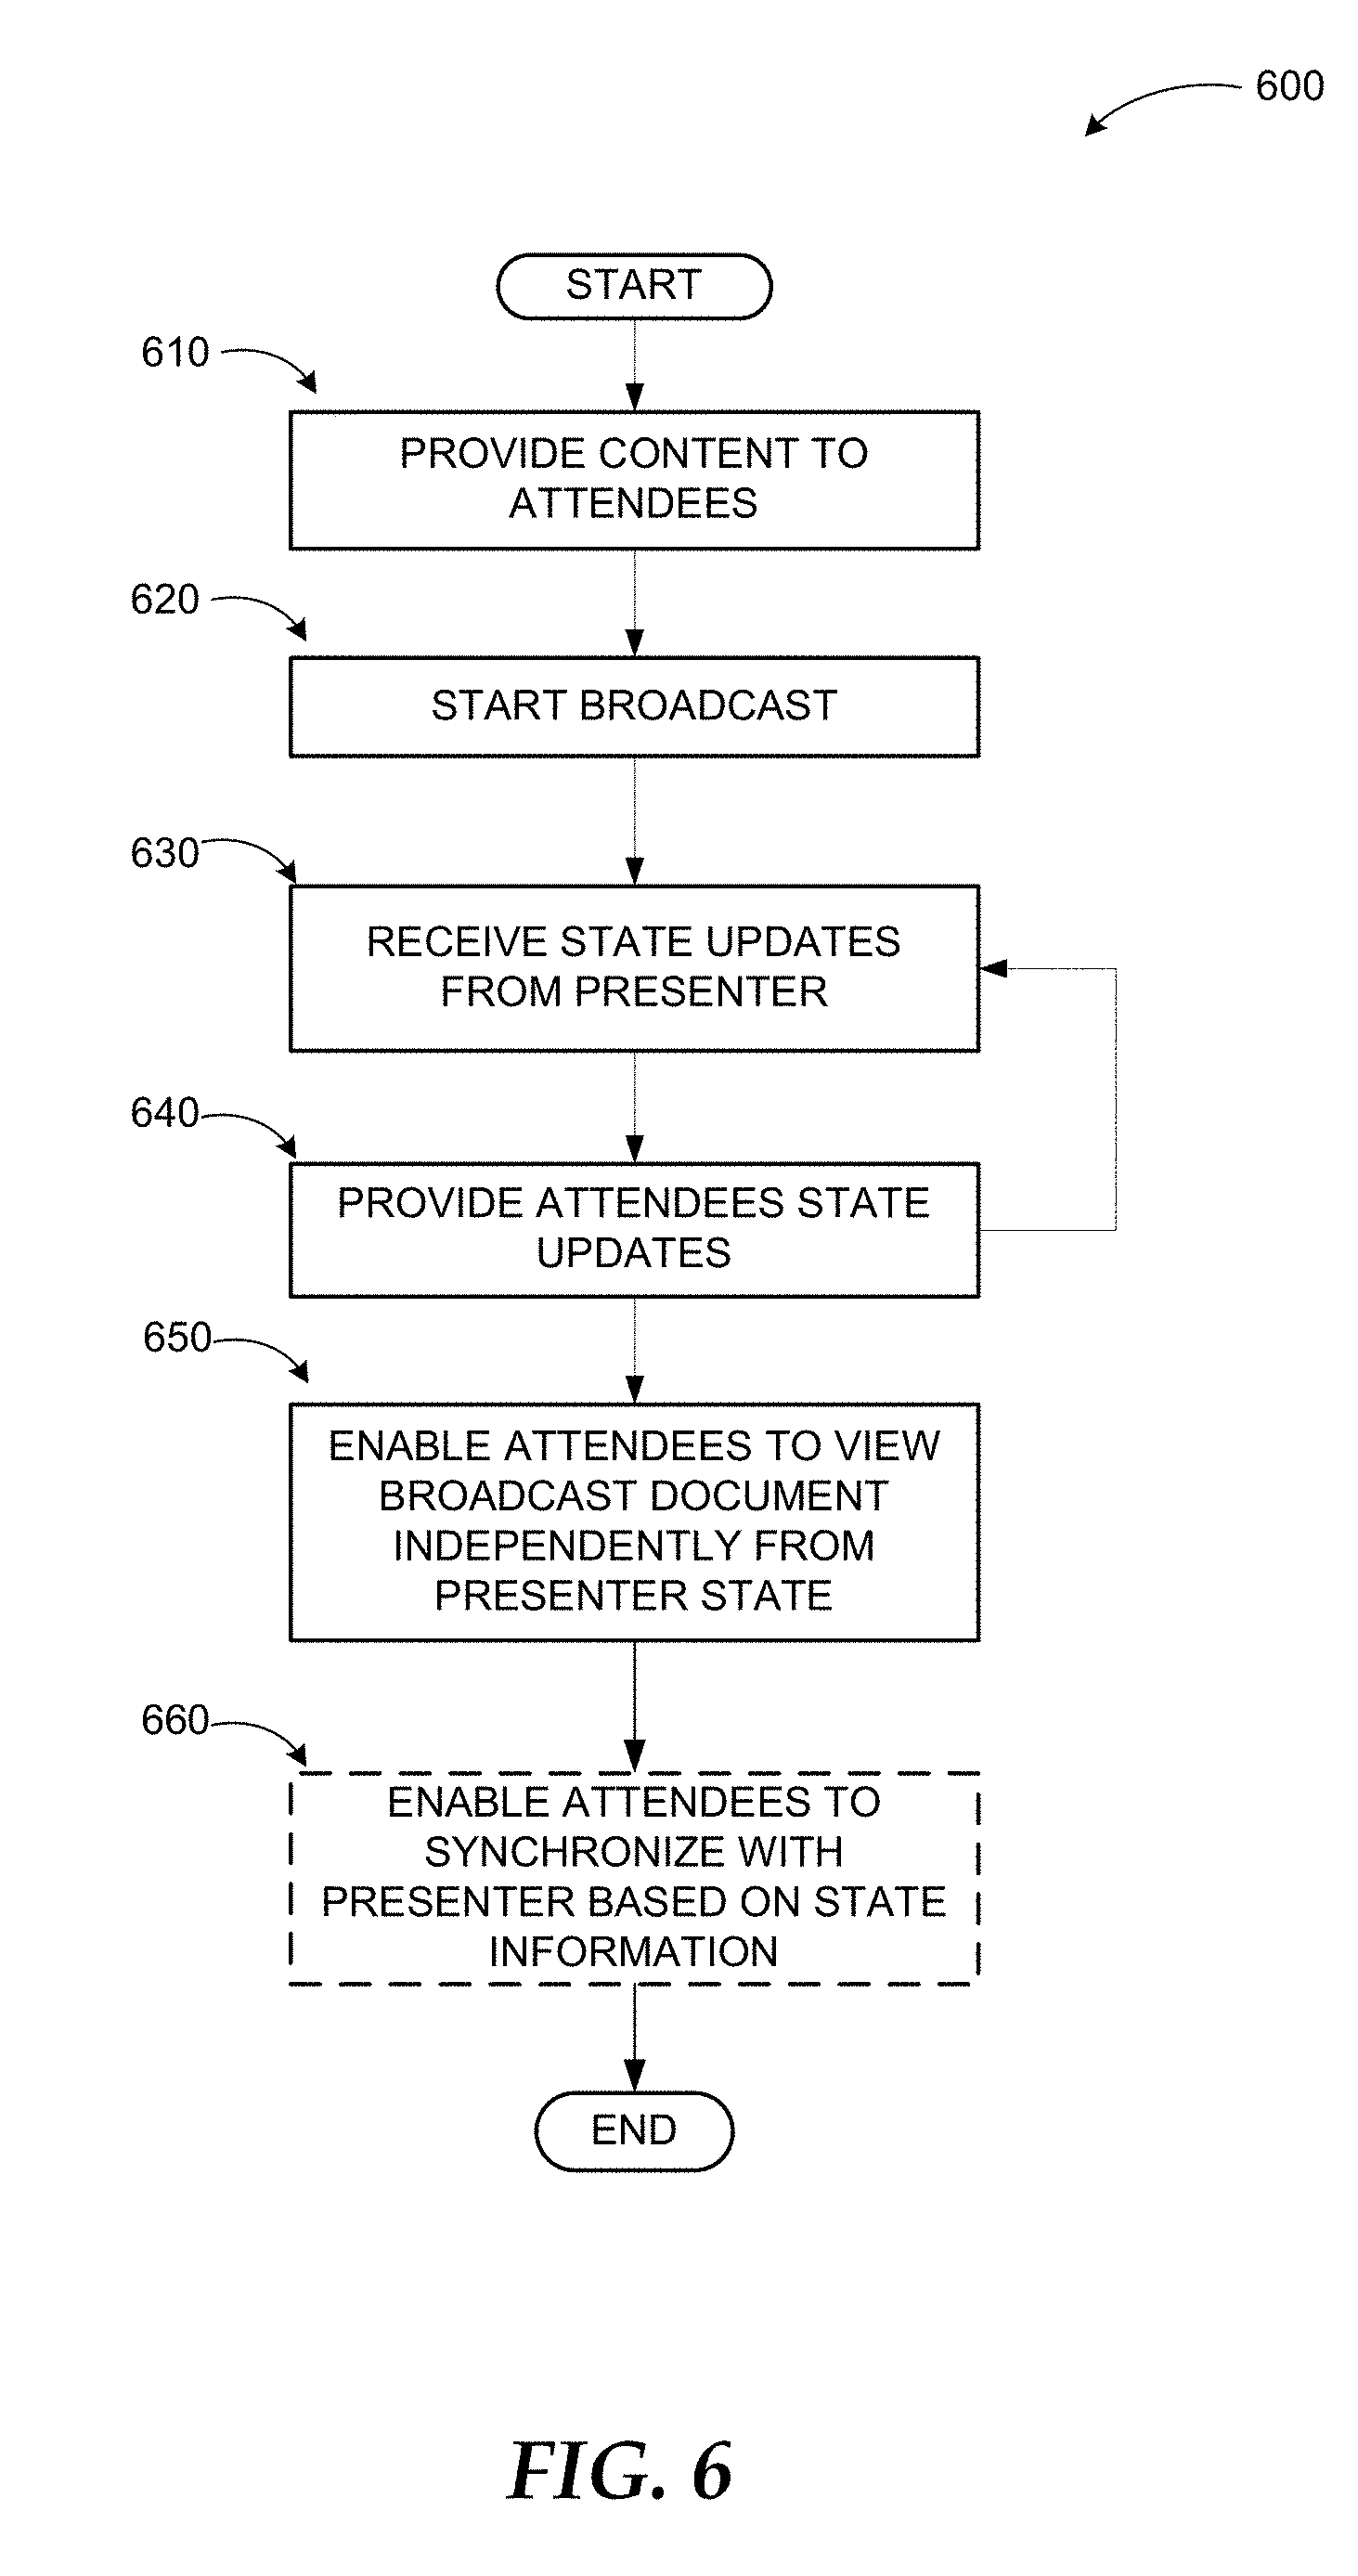 600
START
610
PROVIDE CONTENT TO
ATTENDEES
620
START BROADCAST
630
RECEIVE STATE UPDATES
FROM PRESENTER
640
PROVIDE ATTENDEES STATE
UPDATES
650
ENABLE ATTENDEES TO VIEW
BROADCAST DOCUMENT
INDEPENDENTLY FROM
PRESENTER STATE
660
ENABLE ATTENDEES TO
SYNCHRONIZE WITH
PRESENTER BASED ON STATE
INFORMATION
END
FIG. 6